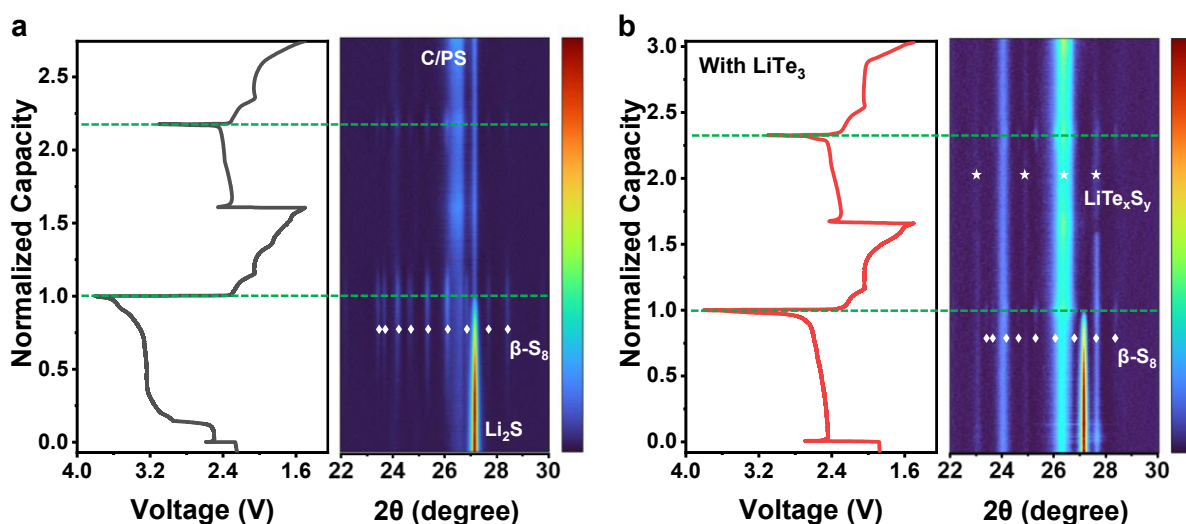 a
Normalized Capacity
2.5
2.0
1.5
1.0
0.5
0.0
4.0 3.2 2.4 1.6
Voltage (V)
C/PS
β-S₈
Li₂S
22 24 26 28 30
2θ (degree)
b
Normalized Capacity
3.0
2.5
2.0
1.5
1.0
0.5
0.0
With LiTe₃
4.0 3.2 2.4 1.6
Voltage (V)
LiTeₓSᵧ
β-S₈
22 24 26 28 30
2θ (degree)